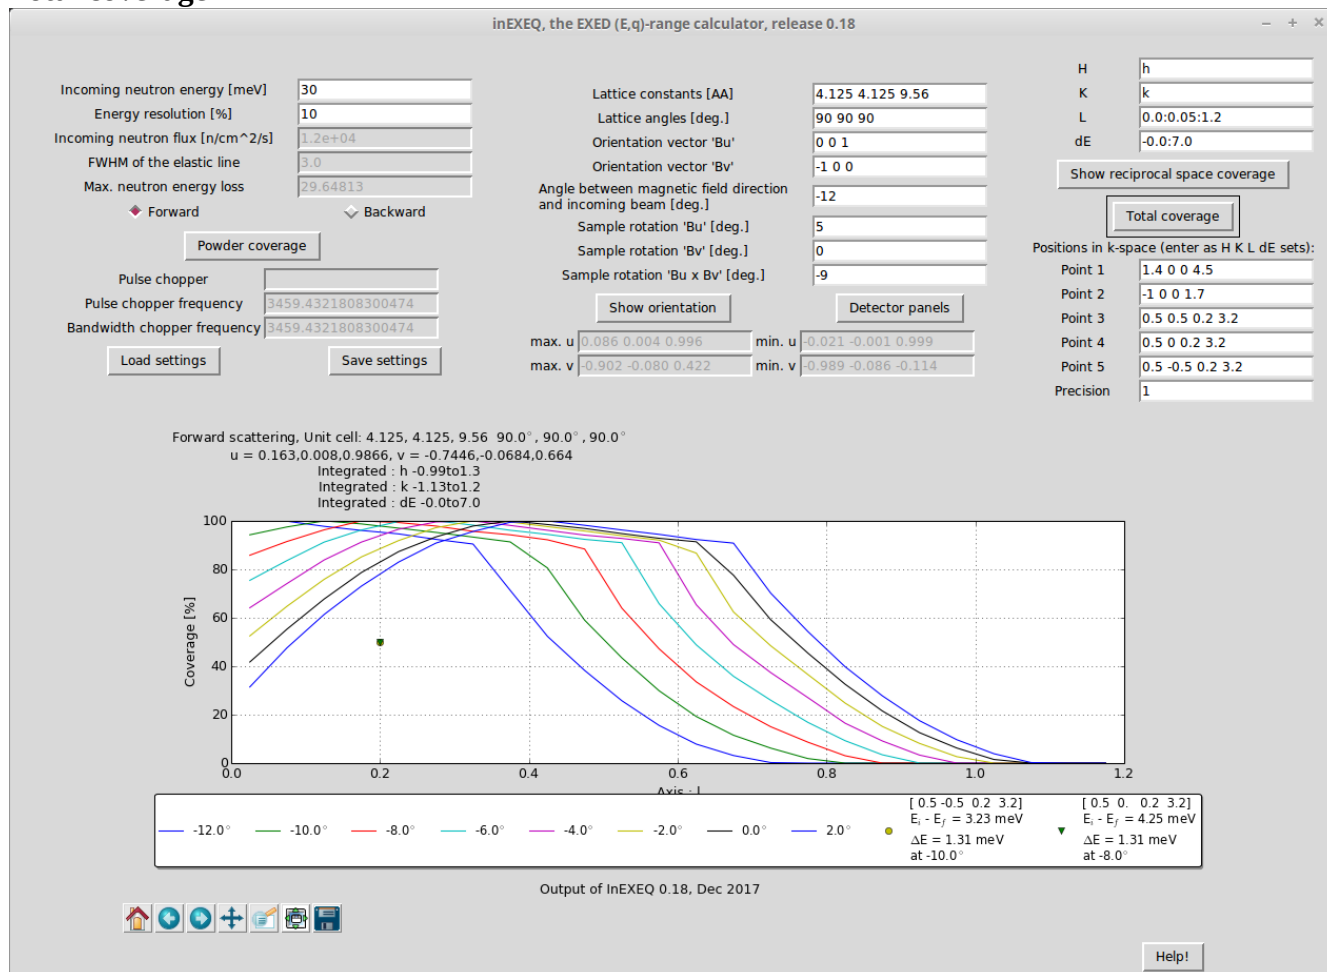 inEXEQ, the EXED (E,q)-range calculator, release 0.18
Incoming neutron energy [meV] 30
Energy resolution [%] 10
Incoming neutron flux [n/cm^2/s] 1.2e+04
FWHM of the elastic line 3.0
Max. neutron energy loss 29.64813
Forward Backward
Powder coverage
Pulse chopper
Pulse chopper frequency 3459.4321808300474
Bandwidth chopper frequency 3459.4321808300474
Load settings Save settings
Lattice constants [AA] 4.125 4.125 9.56
Lattice angles [deg.] 90 90 90
Orientation vector 'Bu' 0 0 1
Orientation vector 'Bv' -1 0 0
Angle between magnetic field direction
and incoming beam [deg.] -12
Sample rotation 'Bu' [deg.] 5
Sample rotation 'Bv' [deg.] 0
Sample rotation 'Bu x Bv' [deg.] -9
Show orientation Detector panels
max. u 0.086 0.004 0.996 min. u -0.021 -0.001 0.999
max. v -0.902 -0.080 0.422 min. v -0.989 -0.086 -0.114
H h
K k
L 0.0:0.05:1.2
dE -0.0:7.0
Show reciprocal space coverage
Total coverage
Positions in k-space (enter as H K L dE sets):
Point 1 1.4 0 0 4.5
Point 2 -1 0 0 1.7
Point 3 0.5 0.5 0.2 3.2
Point 4 0.5 0 0.2 3.2
Point 5 0.5 -0.5 0.2 3.2
Precision 1
Forward scattering, Unit cell: 4.125, 4.125, 9.56 90.0°, 90.0°, 90.0°
u = 0.163,0.008,0.9866, v = -0.7446,-0.0684,0.664
Integrated : h -0.99to1.3
Integrated : k -1.13to1.2
Integrated : dE -0.0to7.0
100
80
60
40
20
0
Coverage [%]
0.0 0.2 0.4 0.6 0.8 1.0 1.2
-12.0° -10.0° -8.0° -6.0° -4.0° -2.0° 0.0° 2.0°
[ 0.5 -0.5 0.2 3.2]
E_i - E_f = 3.23 meV
ΔE = 1.31 meV
at -10.0°
[ 0.5 0. 0.2 3.2]
E_i - E_f = 4.25 meV
ΔE = 1.31 meV
at -8.0°
Output of InEXEQ 0.18, Dec 2017
Help!